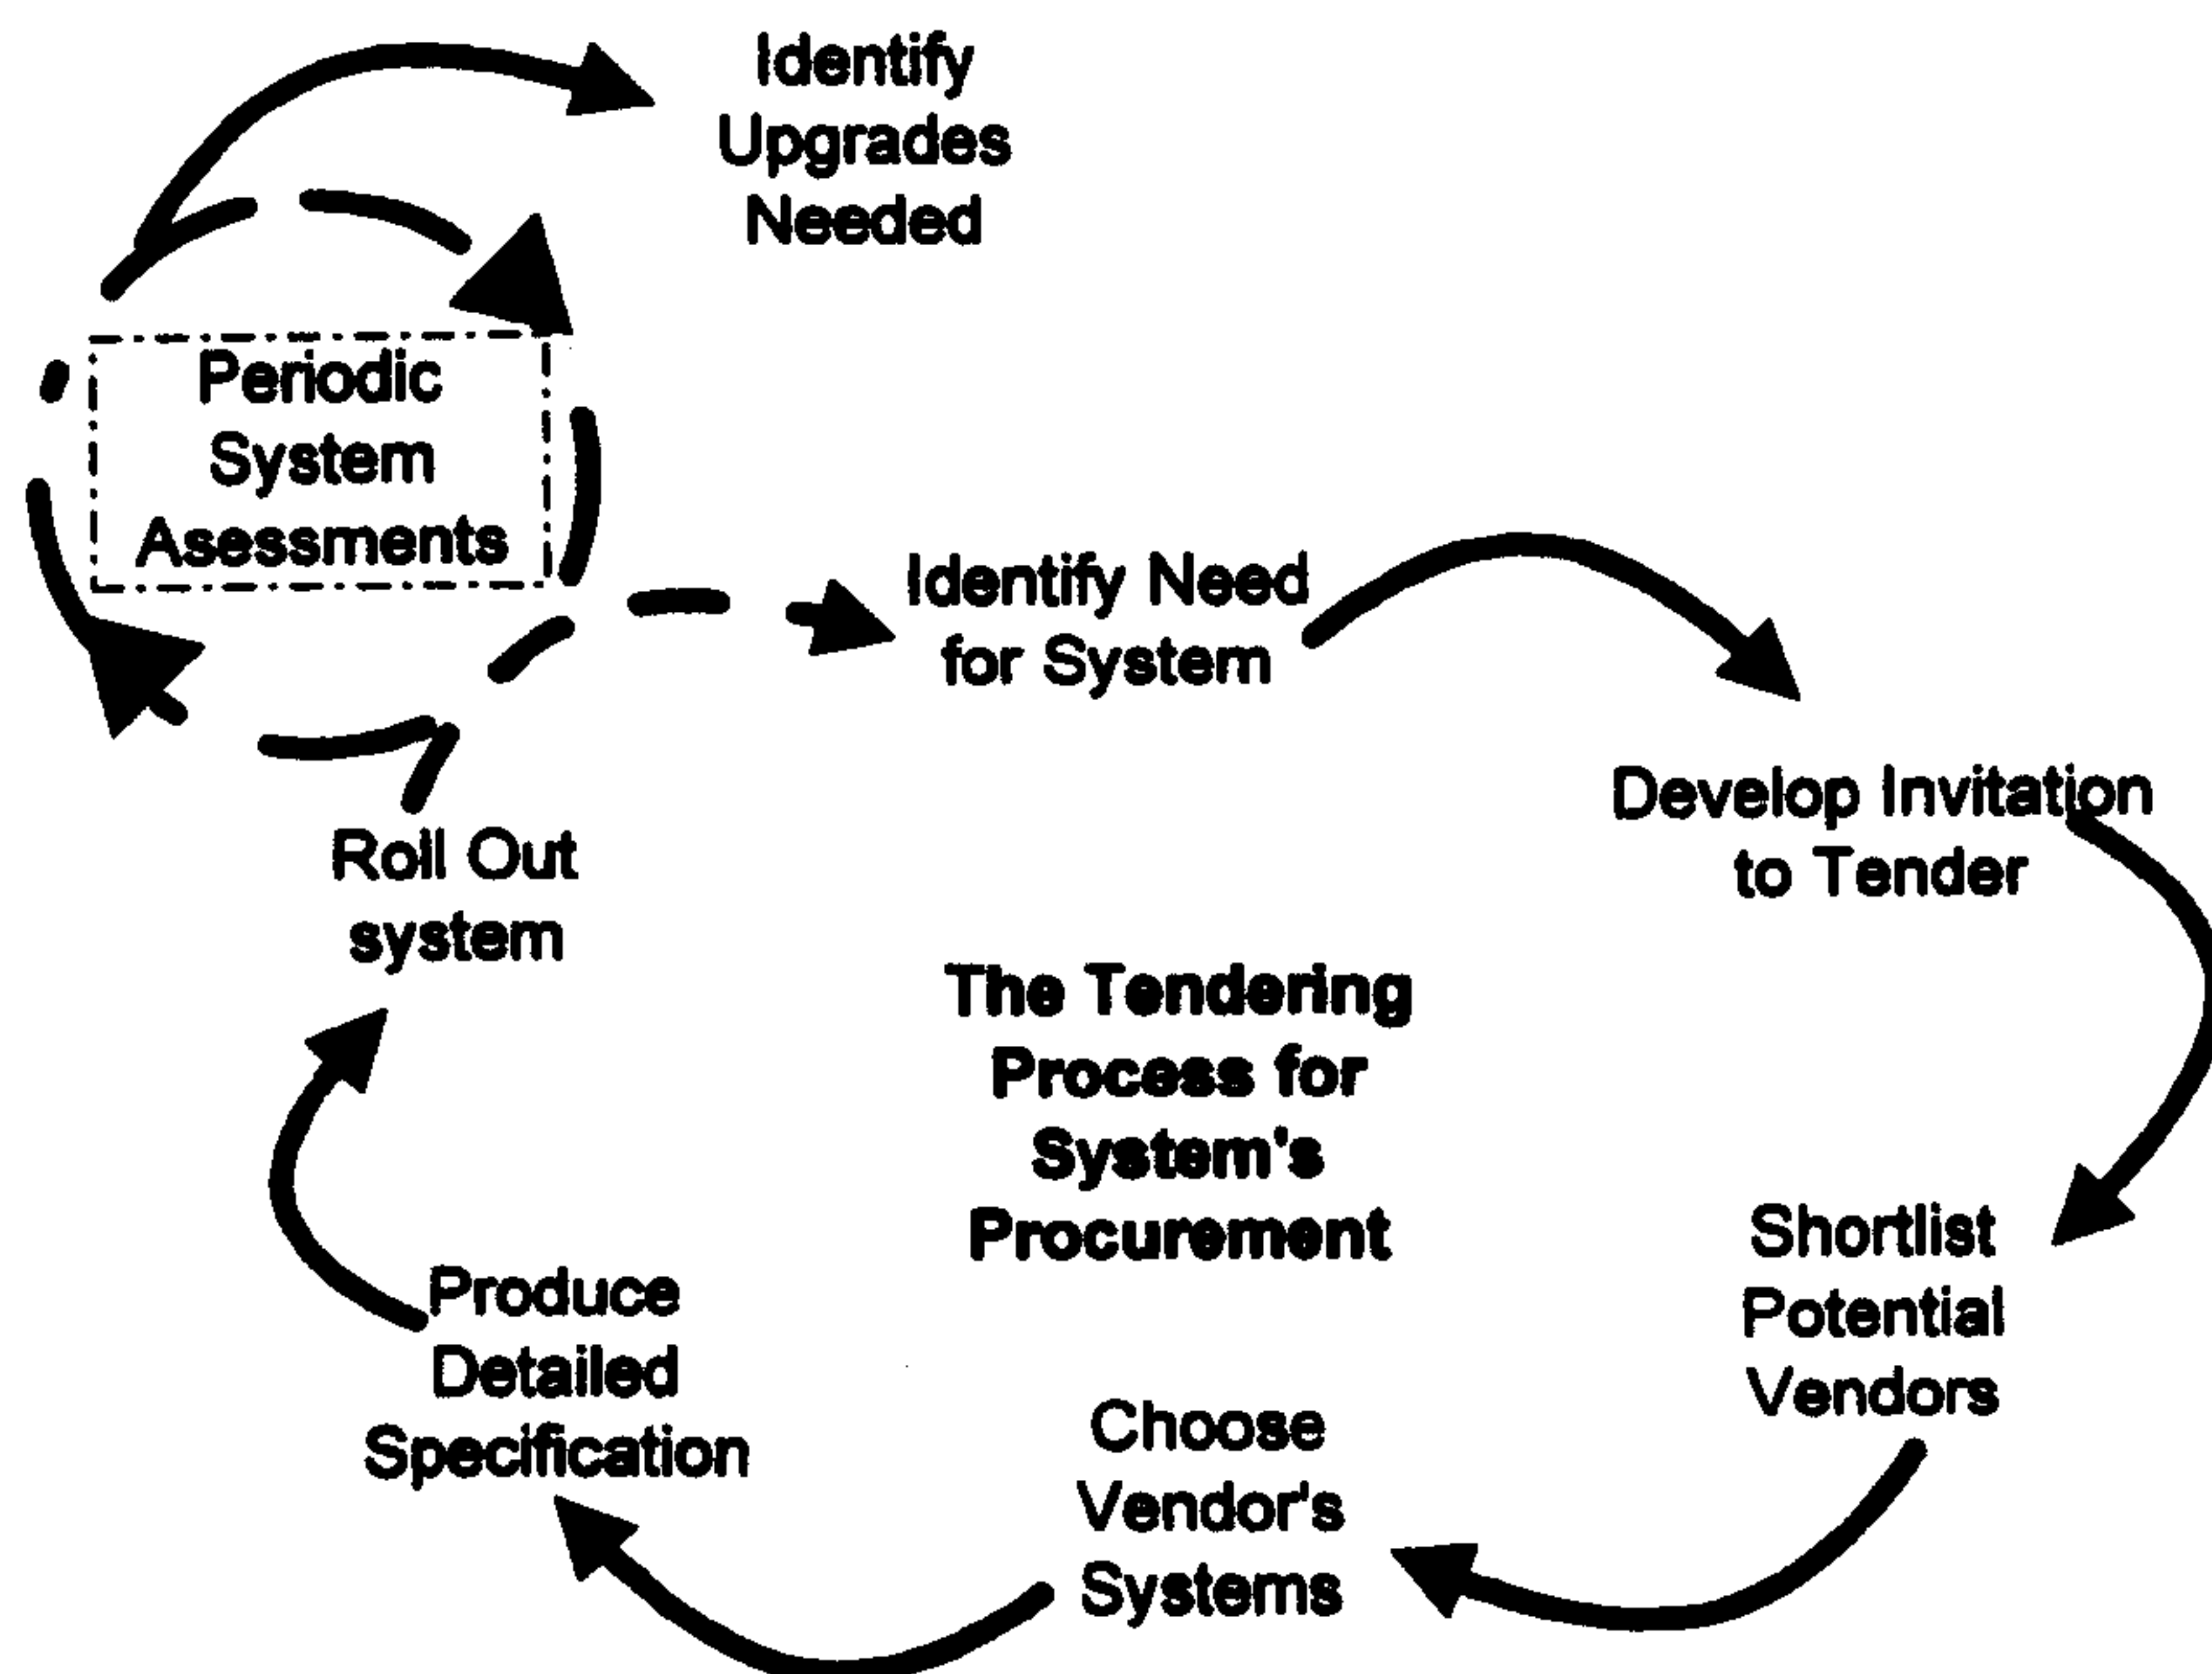 Identify
Upgrades
Needed
Periodic
System
Asessments
Identify Need
for System
Develop Invitation
to Tender
Roll Out
system
The Tendering
Process for
System's
Procurement
Shortlist
Potential
Vendors
Produce
Detailed
Specification
Choose
Vendor's
Systems